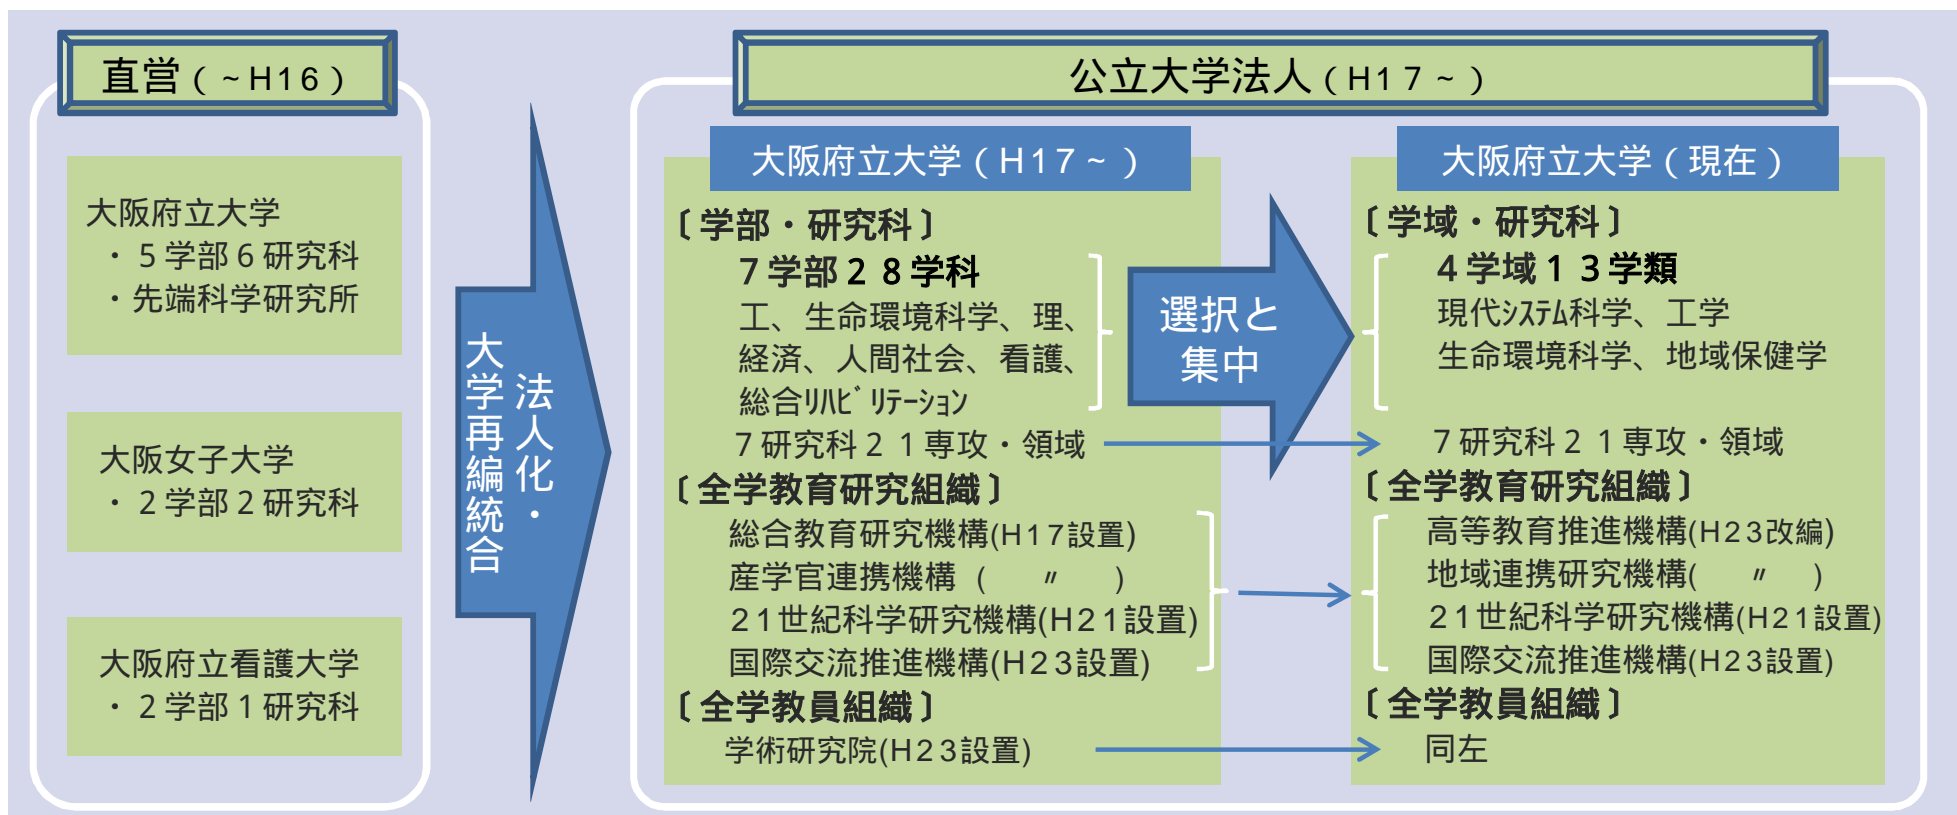 直営（~H16）
大阪府立大学
・５学部６研究科
・先端科学研究所
大阪女子大学
・２学部２研究科
大阪府立看護大学
・２学部１研究科
法人化・
大学再編統合
公立大学法人（H17~）
大阪府立大学（H17~）
〔学部・研究科〕
７学部２８学科
工、生命環境科学、理、
経済、人間社会、看護、
総合ﾘﾊﾋﾞﾘﾃｰｼｮﾝ
７研究科２１専攻・領域
〔全学教育研究組織〕
総合教育研究機構(H17設置)
産学官連携機構（　〃　）
21世紀科学研究機構(H21設置)
国際交流推進機構(H23設置)
〔全学教員組織〕
学術研究院(H23設置)
選択と
集中
大阪府立大学（現在）
〔学域・研究科〕
４学域１３学類
現代ｼｽﾃﾑ科学、工学
生命環境科学、地域保健学
７研究科２１専攻・領域
〔全学教育研究組織〕
高等教育推進機構(H23改編)
地域連携研究機構(　〃　)
21世紀科学研究機構(H21設置)
国際交流推進機構(H23設置)
〔全学教員組織〕
同左